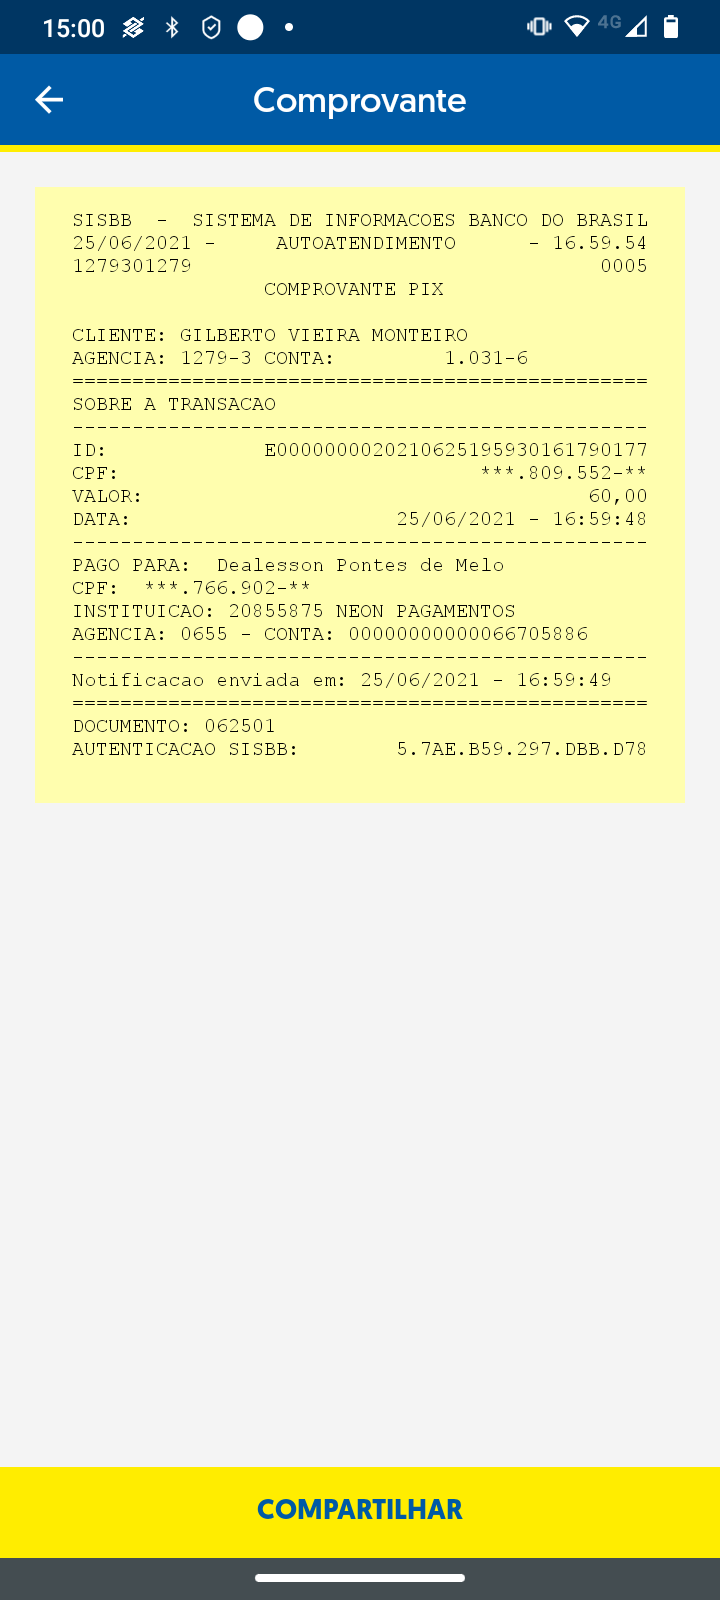 15:00
4G
Comprovante
SISBB - SISTEMA DE INFORMACOES BANCO DO BRASIL
25/06/2021 - AUTOATENDIMENTO - 16.59.54
1279301279 0005
COMPROVANTE PIX
CLIENTE: GILBERTO VIEIRA MONTEIRO
AGENCIA: 1279-3 CONTA: 1.031-6
================================================
SOBRE A TRANSACAO
------------------------------------------------
ID: E00000000202106251959301617901​77
CPF: ***.809.552-**
VALOR: 60,00
DATA: 25/06/2021 - 16:59:48
------------------------------------------------
PAGO PARA: Dealesson Pontes de Melo
CPF: ***.766.902-**
INSTITUICAO: 20855875 NEON PAGAMENTOS
AGENCIA: 0655 - CONTA: 00000000000066705886
------------------------------------------------
Notificacao enviada em: 25/06/2021 - 16:59:49
================================================
DOCUMENTO: 062501
AUTENTICACAO SISBB: 5.7AE.B59.297.DBB.D78
COMPARTILHAR